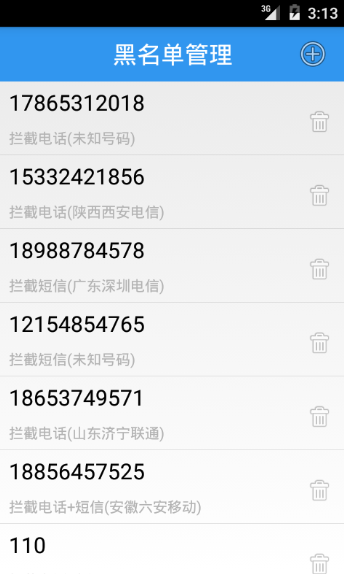 3G
3:13
黑名单管理
17865312018
拦截电话(未知号码)
15332421856
拦截电话(陕西西安电信)
18988784578
拦截短信(广东深圳电信)
12154854765
拦截短信(未知号码)
18653749571
拦截电话(山东济宁联通)
18856457525
拦截电话+短信(安徽六安移动)
110